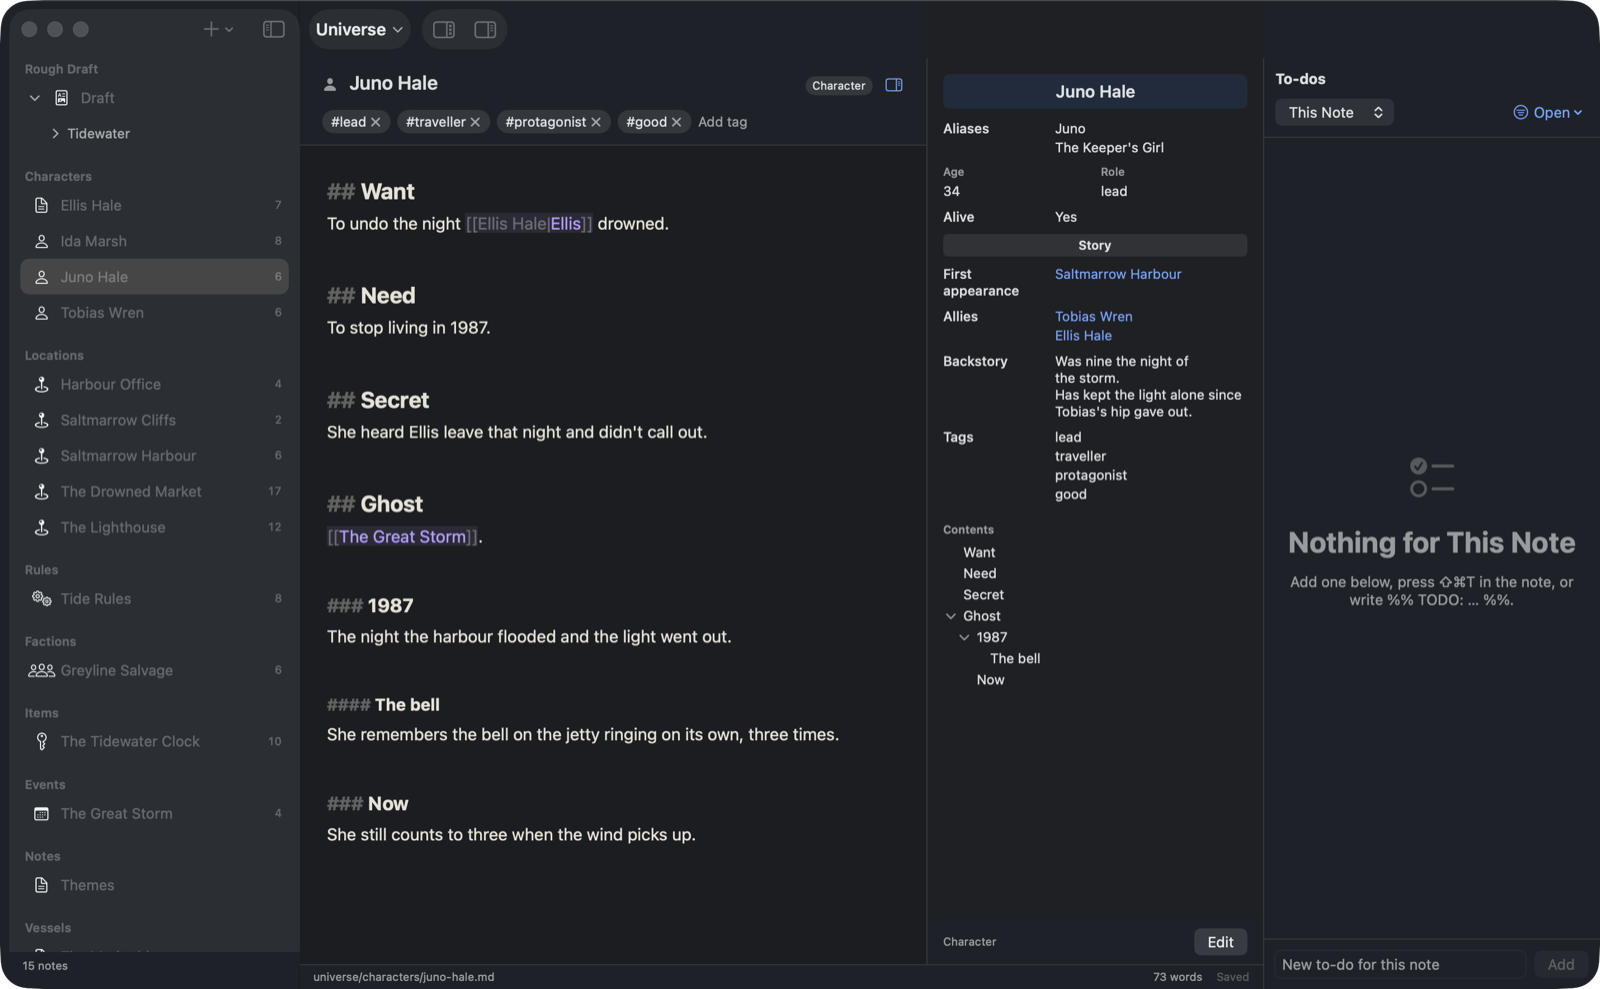 Rough Draft
Draft
Tidewater
Characters
Ellis Hale 7
Ida Marsh 8
Juno Hale 6
Tobias Wren 6
Locations
Harbour Office 4
Saltmarrow Cliffs 2
Saltmarrow Harbour 6
The Drowned Market 17
The Lighthouse 12
Rules
Tide Rules 8
Factions
Greyline Salvage 6
Items
The Tidewater Clock 10
Events
The Great Storm 4
Notes
Themes
Vessels
15 notes
Universe
Juno Hale
Character
#lead #traveller #protagonist #good Add tag
## Want
To undo the night [[Ellis Hale|Ellis]] drowned.
## Need
To stop living in 1987.
## Secret
She heard Ellis leave that night and didn't call out.
## Ghost
[[The Great Storm]].
### 1987
The night the harbour flooded and the light went out.
#### The bell
She remembers the bell on the jetty ringing on its own, three times.
### Now
She still counts to three when the wind picks up.
universe/characters/juno-hale.md
73 words Saved
Juno Hale
Aliases Juno
The Keeper's Girl
Age Role
34 lead
Alive Yes
Story
First appearance Saltmarrow Harbour
Allies Tobias Wren
Ellis Hale
Backstory Was nine the night of
the storm.
Has kept the light alone since
Tobias's hip gave out.
Tags lead
traveller
protagonist
good
Contents
Want
Need
Secret
Ghost
1987
The bell
Now
Character Edit
To-dos
This Note Open
Nothing for This Note
Add one below, press ⇧⌘T in the note, or
write %% TODO: ... %%.
New to-do for this note Add